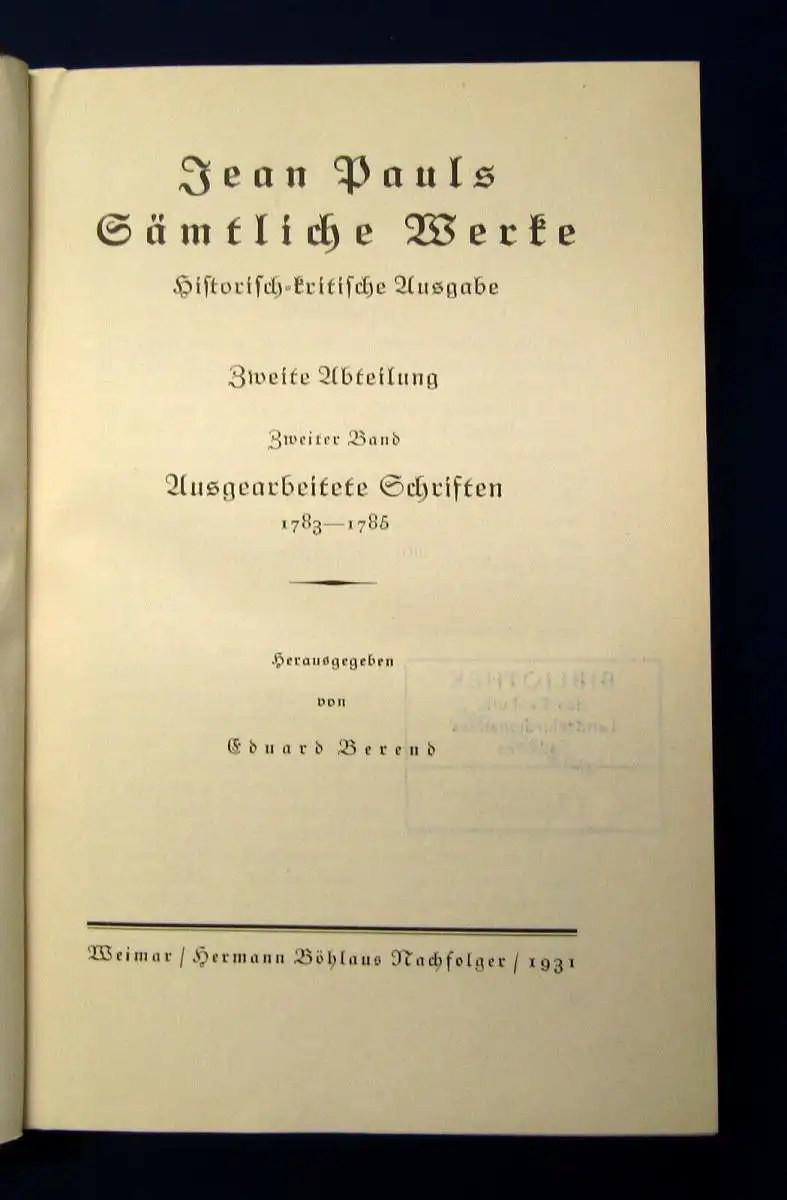 Jean Pauls
Sämtliche Werke
Historisch-kritische Ausgabe
Zweite Abteilung
Zweiter Band
Ausgearbeitete Schriften
1783—1785
Herausgegeben
von
Eduard Berend
BIBLIOTHEK
Weimar / Hermann Böhlaus Nachfolger / 1931